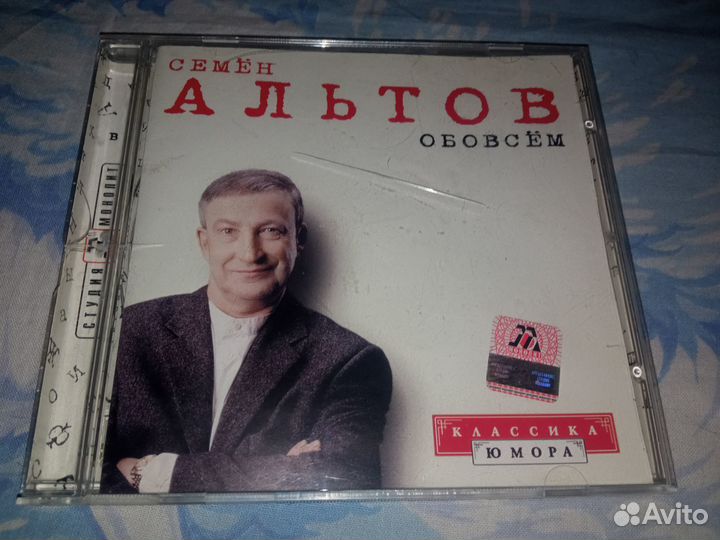 СЕМЁН
АЛЬТОВ
ОБОВСЁМ
СТУДИЯ МОНОЛИТ
КЛАССИКА
ЮМОРА
Avito